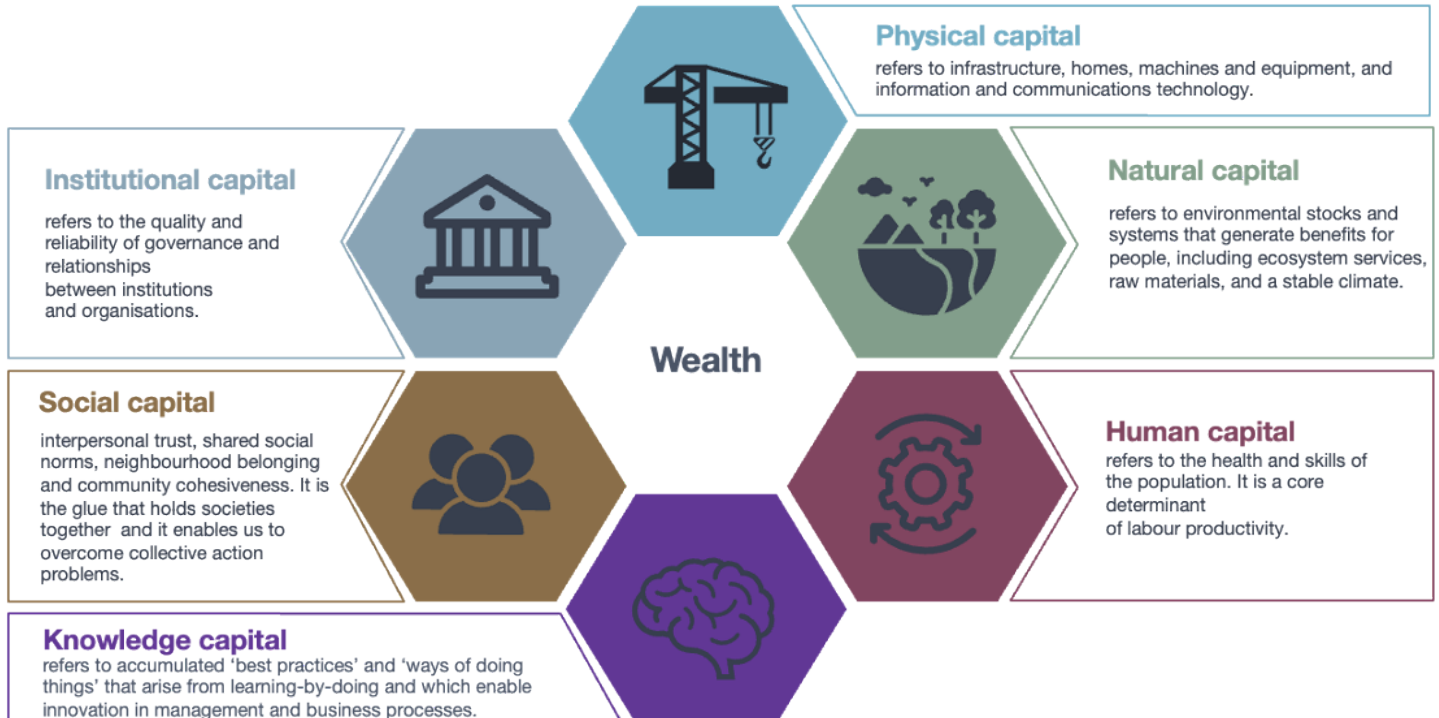 Physical capital
refers to infrastructure, homes, machines and equipment, and
information and communications technology.
Institutional capital
refers to the quality and
reliability of governance and
relationships
between institutions
and organisations.
Natural capital
refers to environmental stocks and
systems that generate benefits for
people, including ecosystem services,
raw materials, and a stable climate.
Wealth
Social capital
interpersonal trust, shared social
norms, neighbourhood belonging
and community cohesiveness. It is
the glue that holds societies
together  and it enables us to
overcome collective action
problems.
Human capital
refers to the health and skills of
the population. It is a core
determinant
of labour productivity.
Knowledge capital
refers to accumulated ‘best practices’ and ‘ways of doing
things’ that arise from learning-by-doing and which enable
innovation in management and business processes.